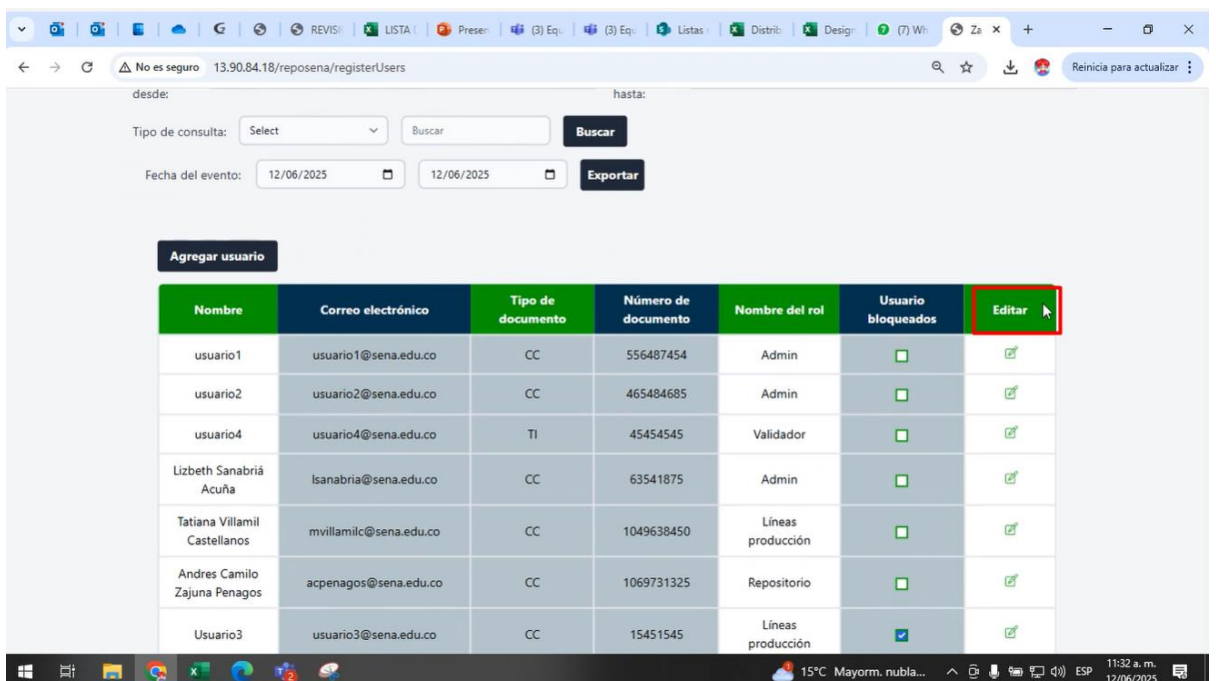 REVISI
LISTA (
Presen
(3) Equ
(3) Equ
Listas
Distrib
Design
(7) Wh
Za
No es seguro 13.90.84.18/reposena/registerUsers
Reinicia para actualizar
desde: hasta:
Tipo de consulta: Select Buscar Buscar
Fecha del evento: 12/06/2025 12/06/2025 Exportar
Agregar usuario
Nombre Correo electrónico Tipo de documento Número de documento Nombre del rol Usuario bloqueados Editar
usuario1 usuario1@sena.edu.co CC 556487454 Admin
usuario2 usuario2@sena.edu.co CC 465484685 Admin
usuario4 usuario4@sena.edu.co TI 45454545 Validador
Lizbeth Sanabriá Acuña lsanabria@sena.edu.co CC 63541875 Admin
Tatiana Villamil Castellanos mvillamilc@sena.edu.co CC 1049638450 Líneas producción
Andres Camilo Zajuna Penagos acpenagos@sena.edu.co CC 1069731325 Repositorio
Usuario3 usuario3@sena.edu.co CC 15451545 Líneas producción
15°C Mayorm. nubla... ESP 11:32 a. m.
12/06/2025